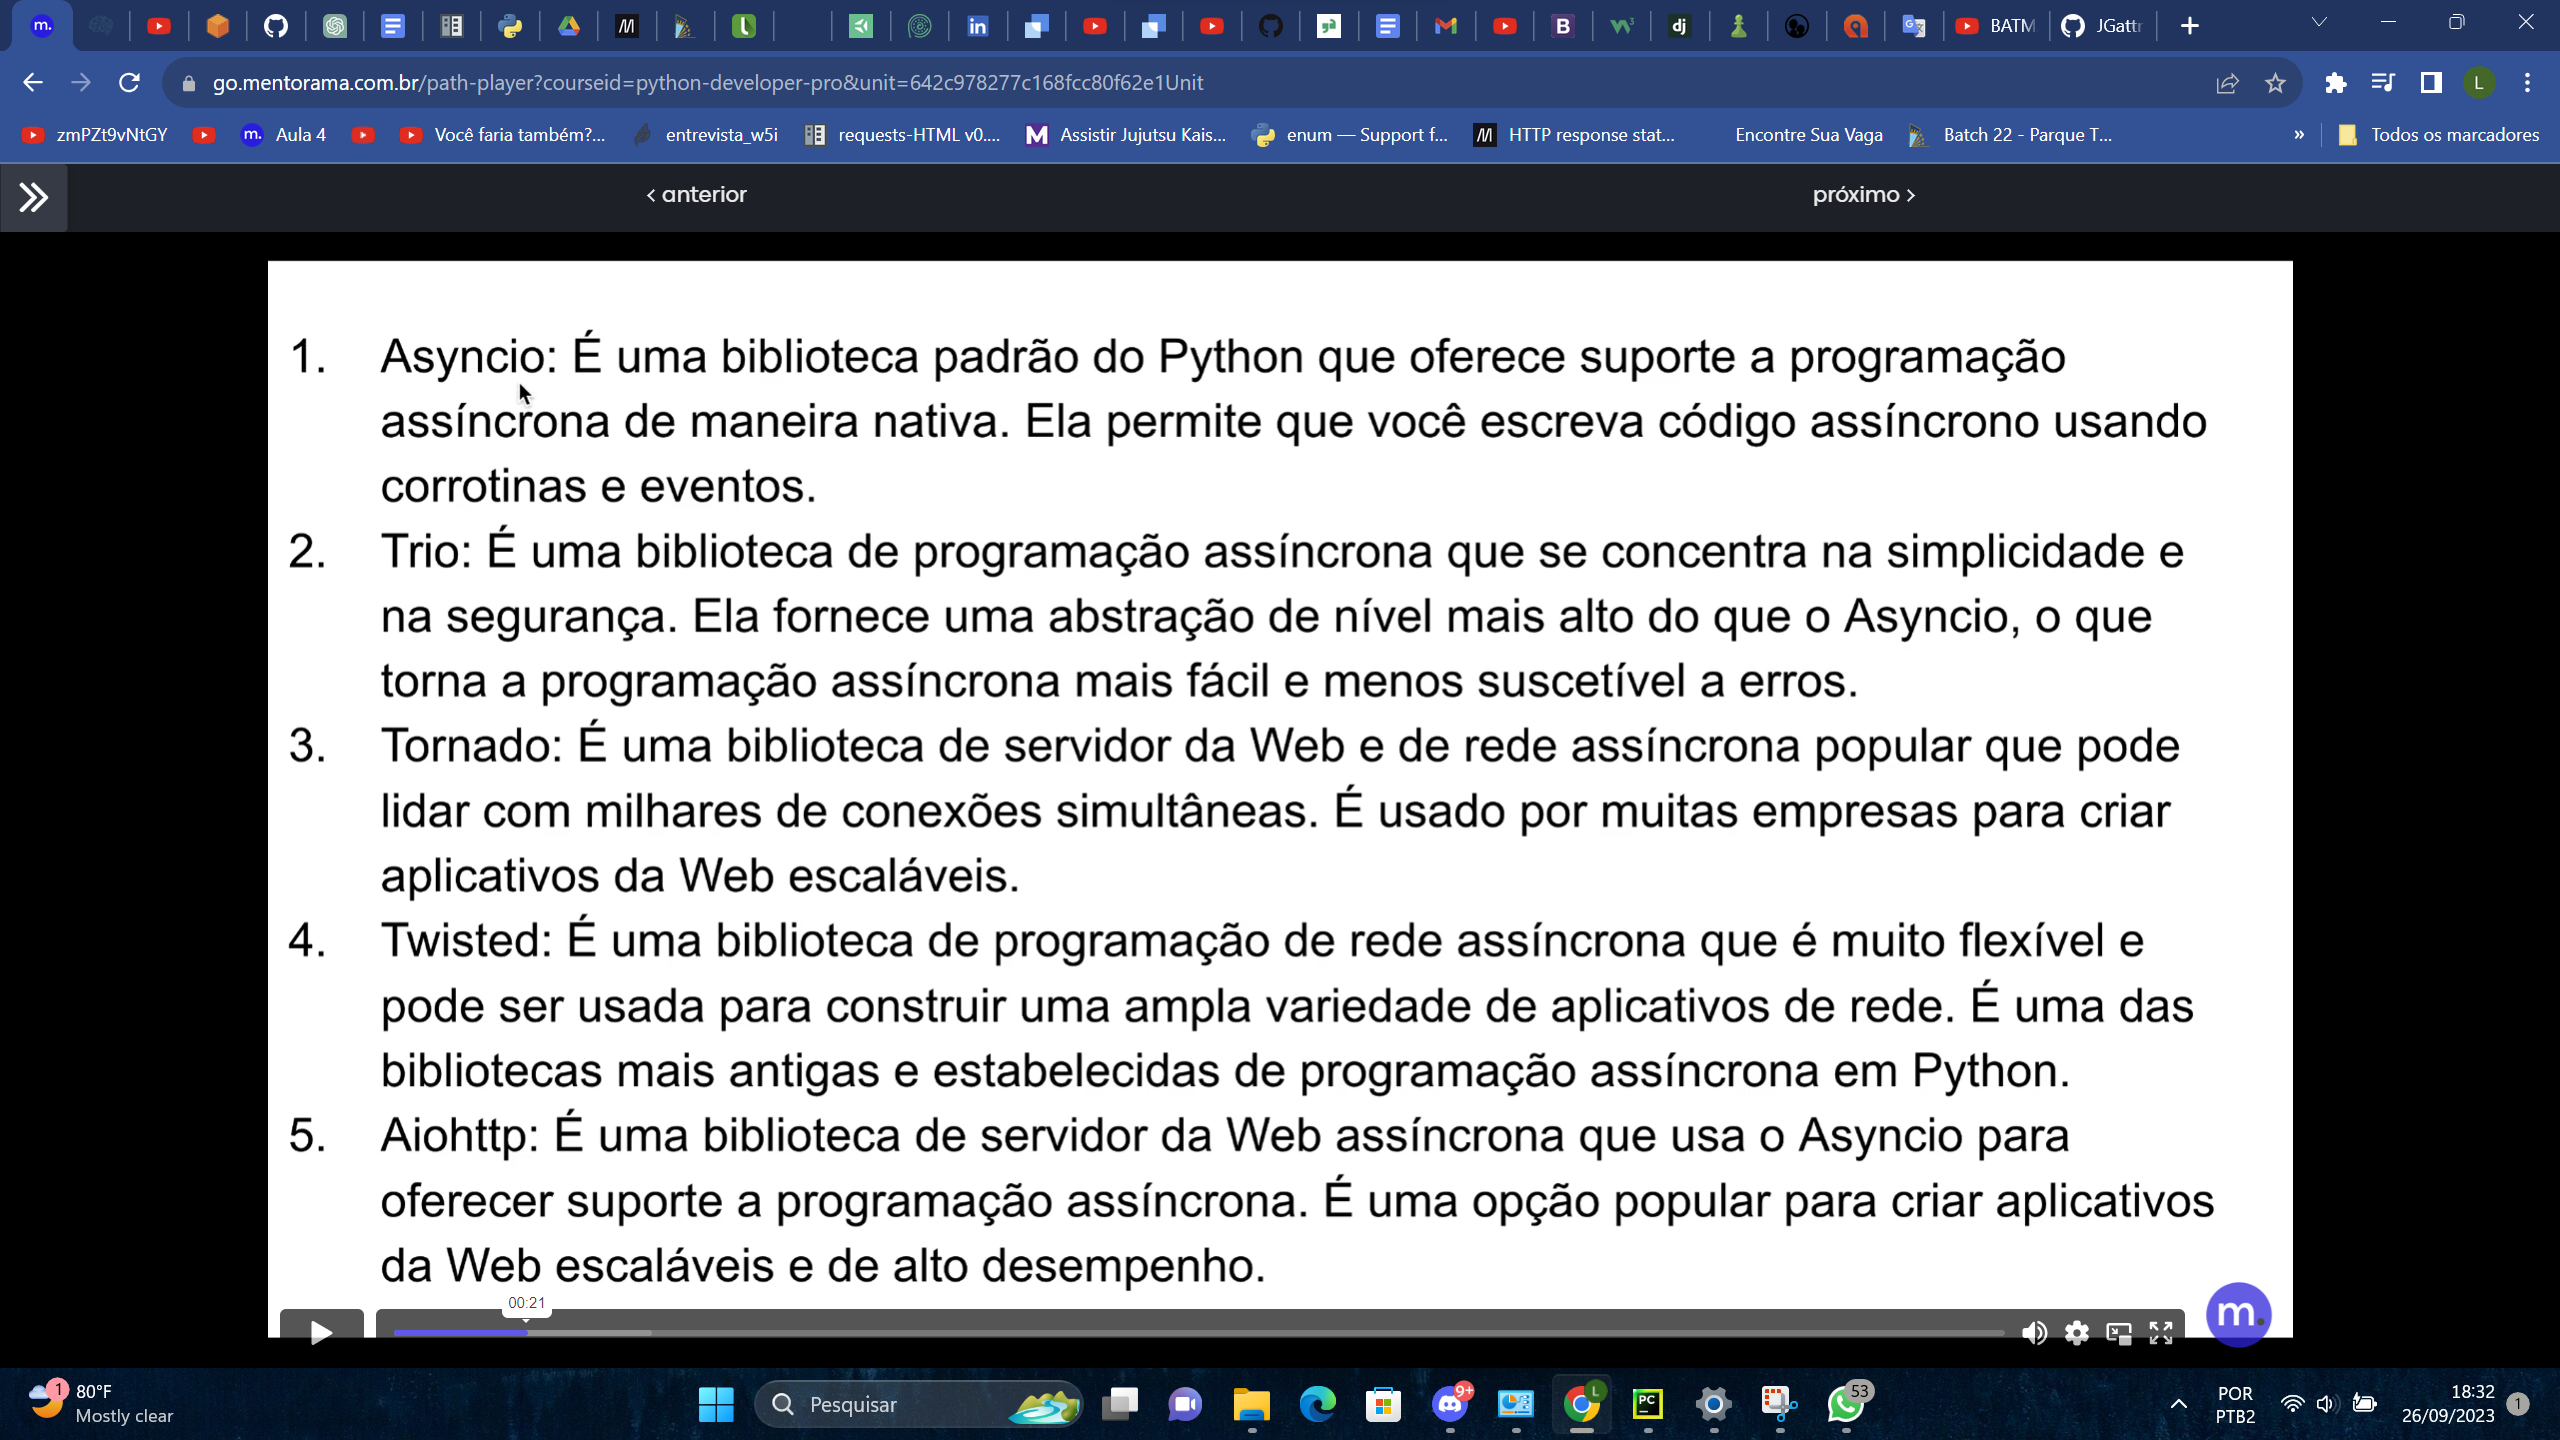 BATM
JGattr
go.mentorama.com.br/path-player?courseid=python-developer-pro&unit=642c978277c168fcc80f62e1Unit
zmPZt9vNtGY
Aula 4
Você faria também?...
entrevista_w5i
requests-HTML v0....
Assistir Jujutsu Kais...
enum — Support f...
HTTP response stat...
Encontre Sua Vaga
Batch 22 - Parque T...
»
Todos os marcadores
‹ anterior
próximo ›
1. Asyncio: É uma biblioteca padrão do Python que oferece suporte a programação
assíncrona de maneira nativa. Ela permite que você escreva código assíncrono usando
corrotinas e eventos.
2. Trio: É uma biblioteca de programação assíncrona que se concentra na simplicidade e
na segurança. Ela fornece uma abstração de nível mais alto do que o Asyncio, o que
torna a programação assíncrona mais fácil e menos suscetível a erros.
3. Tornado: É uma biblioteca de servidor da Web e de rede assíncrona popular que pode
lidar com milhares de conexões simultâneas. É usado por muitas empresas para criar
aplicativos da Web escaláveis.
4. Twisted: É uma biblioteca de programação de rede assíncrona que é muito flexível e
pode ser usada para construir uma ampla variedade de aplicativos de rede. É uma das
bibliotecas mais antigas e estabelecidas de programação assíncrona em Python.
5. Aiohttp: É uma biblioteca de servidor da Web assíncrona que usa o Asyncio para
oferecer suporte a programação assíncrona. É uma opção popular para criar aplicativos
da Web escaláveis e de alto desempenho.
00:21
m.
1
80°F
Mostly clear
Pesquisar
9+
L
PC
53
POR
PTB2
18:32
26/09/2023
1